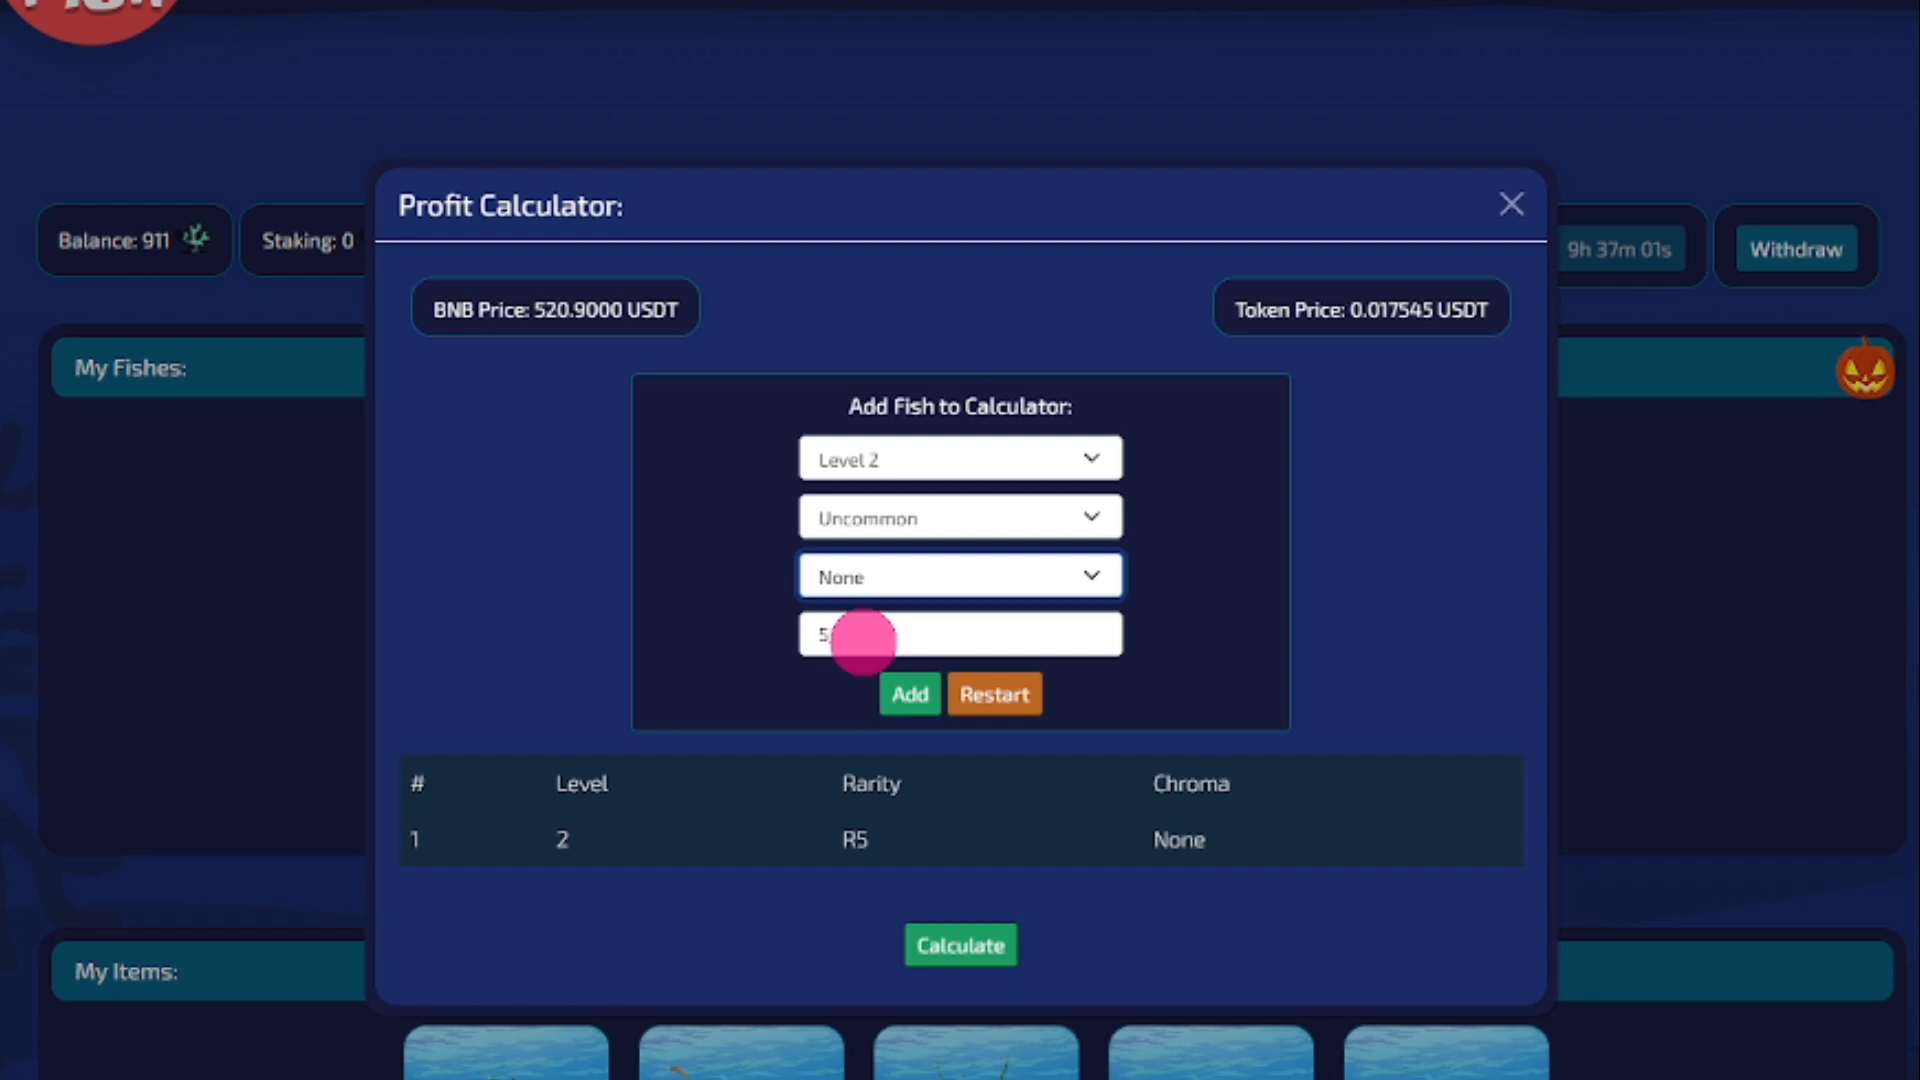 Profit Calculator:
Balance: 911
Staking: 0
9h 37m 01s
Withdraw
BNB Price: 520.9000 USDT
Token Price: 0.017545 USDT
My Fishes:
Add Fish to Calculator:
Level 2
Uncommon
None
5
Add
Restart
# Level Rarity Chroma
1 2 R5 None
Calculate
My Items: